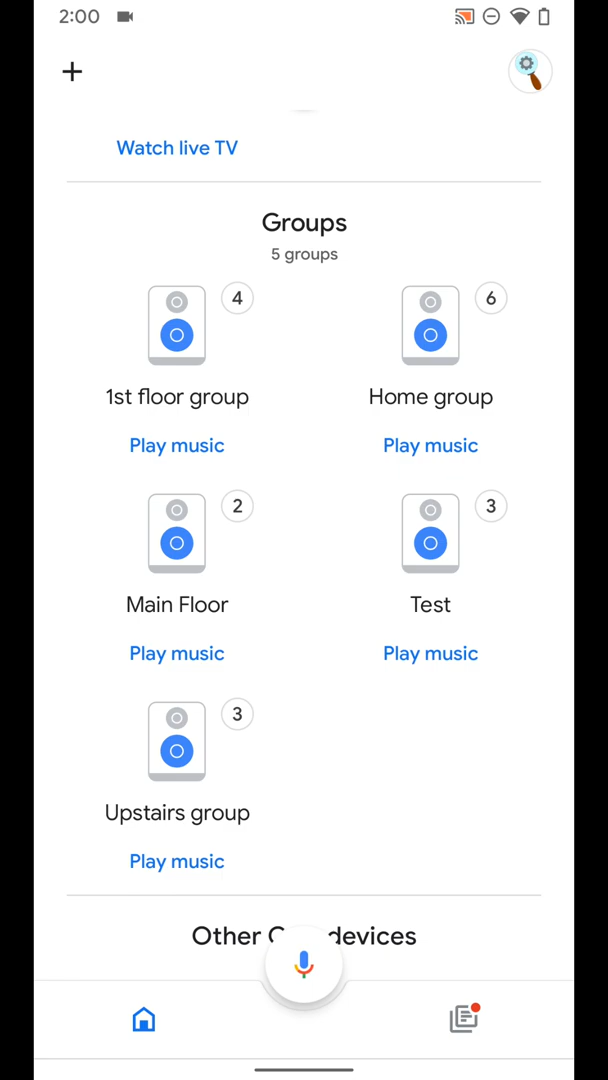 2:00
Watch live TV
Groups
5 groups
4
6
1st floor group
Home group
Play music
Play music
2
3
Main Floor
Test
Play music
Play music
3
Upstairs group
Play music
Other devices